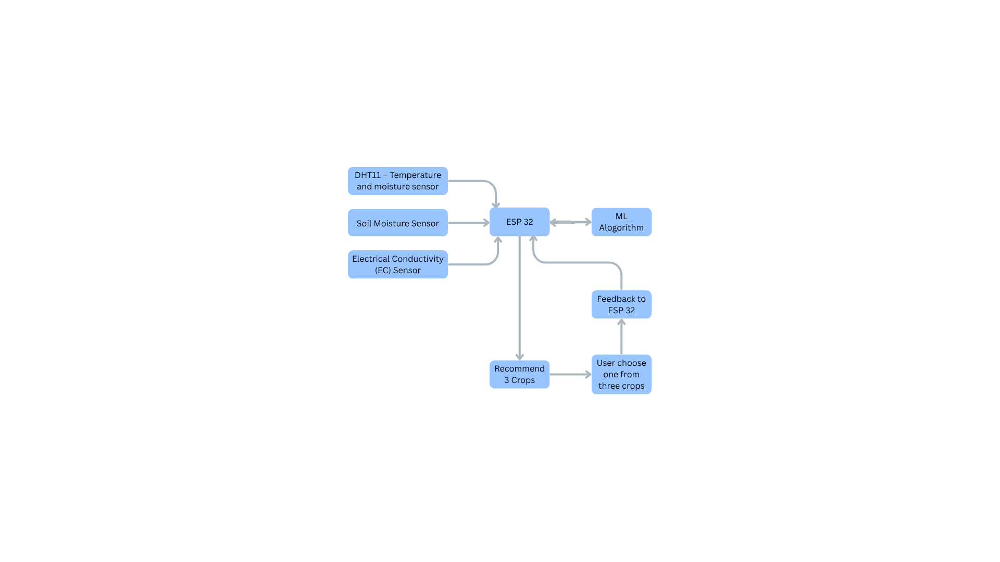 DHT11 – Temperature
and moisture sensor
Soil Moisture Sensor
Electrical Conductivity
(EC) Sensor
ESP 32
ML
Alogorithm
Feedback to
ESP 32
Recommend
3 Crops
User choose
one from
three crops